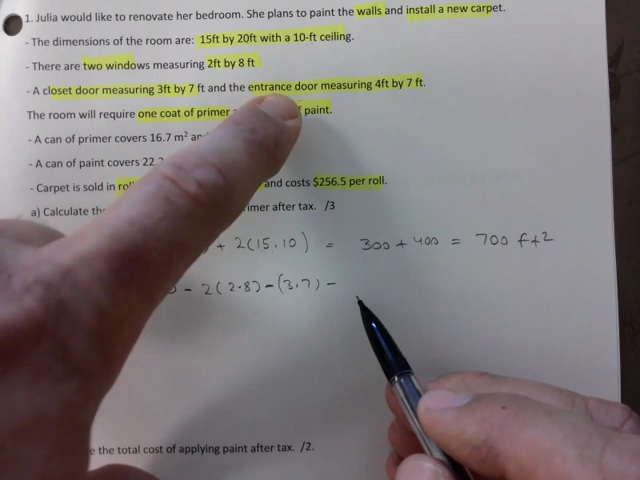 1. Julia would like to renovate her bedroom. She plans to paint the walls and install a new carpet.
- The dimensions of the room are: 15ft by 20ft with a 10-ft ceiling.
- There are two windows measuring 2ft by 8 ft
- A closet door measuring 3ft by 7 ft and the entrance door measuring 4ft by 7 ft.
The room will require one coat of primer paint.
- A can of primer covers 16.7 m²
- A can of paint covers 22.
- Carpet is sold in and costs $256.5 per roll.
a) Calculate the after tax. /3
+ 2(15.10) = 300 + 400 = 700 ft2
- 2(2.8) - (3.7) -
the total cost of applying paint after tax. /2.